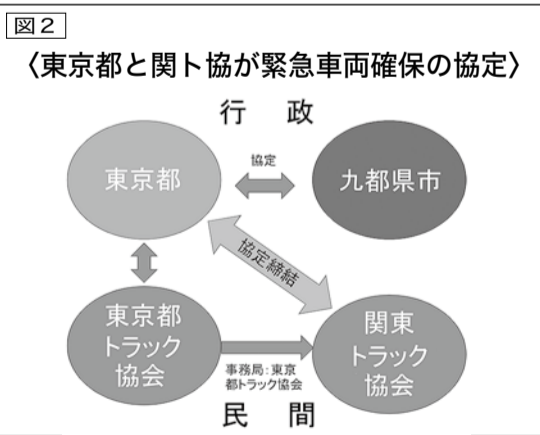 図2
〈東京都と関ト協が緊急車両確保の協定〉
行 政
東京都
協定
九都県市
協定締結
東京都
トラック
協会
事務局:東京
都トラック協会
関東
トラック
協会
民 間